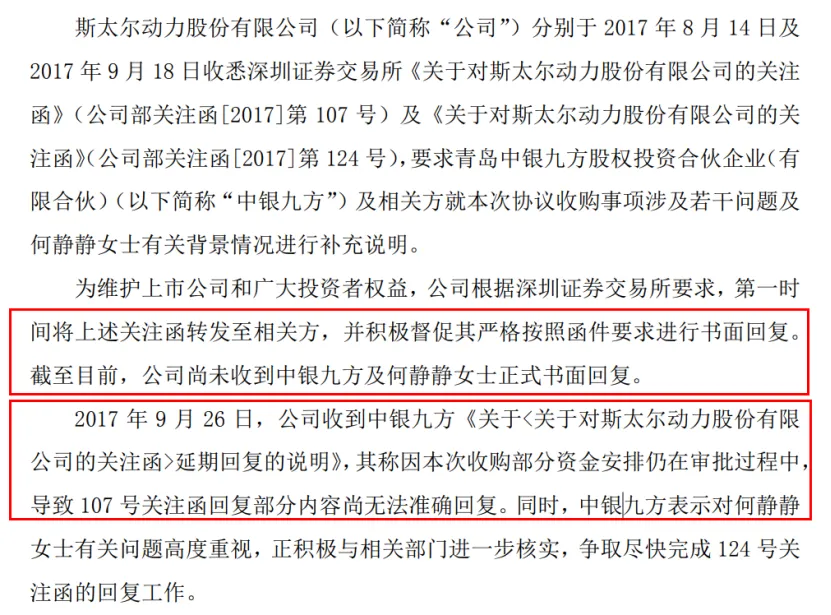 斯太尔动力股份有限公司（以下简称“公司”）分别于 2017 年 8 月 14 日及
2017 年 9 月 18 日收悉深圳证券交易所《关于对斯太尔动力股份有限公司的关注
函》（公司部关注函[2017]第 107 号）及《关于对斯太尔动力股份有限公司的关
注函》（公司部关注函[2017]第 124 号），要求青岛中银九方股权投资合伙企业（有
限合伙）（以下简称“中银九方”）及相关方就本次协议收购事项涉及若干问题及
何静静女士有关背景情况进行补充说明。
为维护上市公司和广大投资者权益，公司根据深圳证券交易所要求，第一时
间将上述关注函转发至相关方，并积极督促其严格按照函件要求进行书面回复。
截至目前，公司尚未收到中银九方及何静静女士正式书面回复。
2017 年 9 月 26 日，公司收到中银九方《关于<关于对斯太尔动力股份有限
公司的关注函>延期回复的说明》，其称因本次收购部分资金安排仍在审批过程中，
导致 107 号关注函回复部分内容尚无法准确回复。同时，中银九方表示对何静静
女士有关问题高度重视，正积极与相关部门进一步核实，争取尽快完成 124 号关
注函的回复工作。